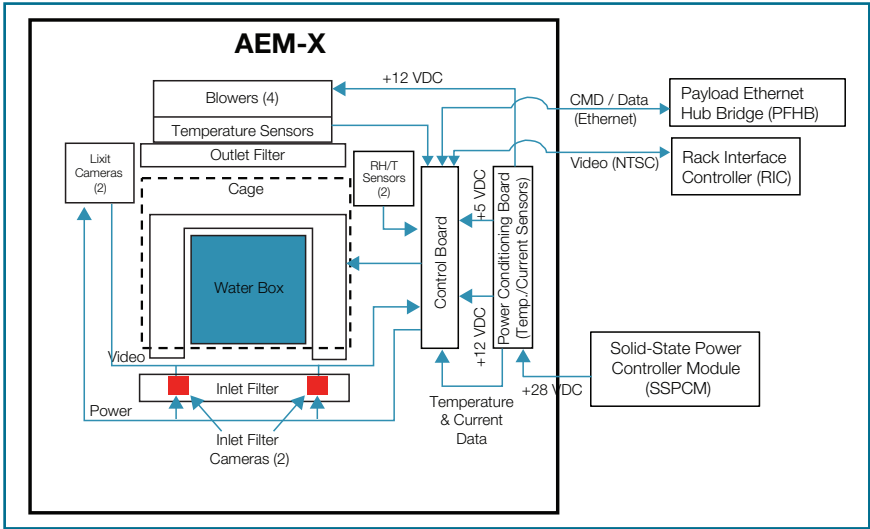 AEM-X
Blowers (4)
Temperature Sensors
Outlet Filter
Lixit
Cameras
(2)
Cage
RH/T
Sensors
(2)
Water Box
Video
Inlet Filter
Power
Inlet Filter
Cameras (2)
+12 VDC
Control Board
+5 VDC
+12 VDC
Power Conditioning Board
(Temp./Current Sensors)
Temperature
& Current
Data
+28 VDC
CMD / Data
(Ethernet)
Video (NTSC)
Payload Ethernet
Hub Bridge (PFHB)
Rack Interface
Controller (RIC)
Solid-State Power
Controller Module
(SSPCM)